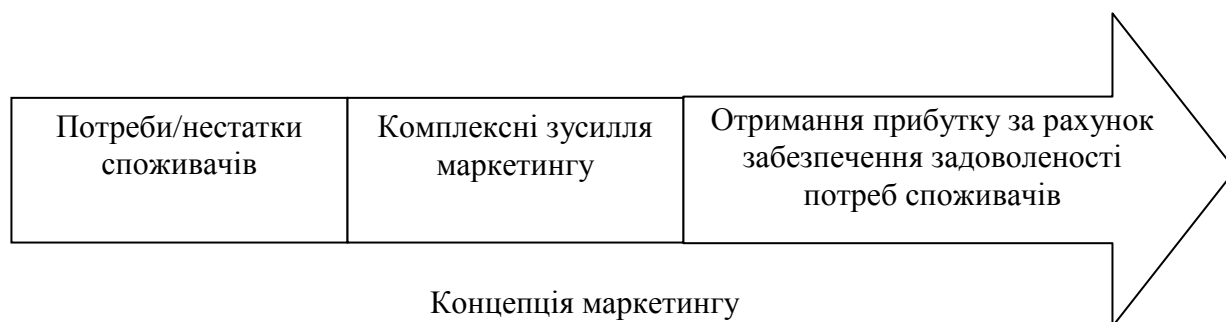 Потреби/нестатки
споживачів
Комплексні зусилля
маркетингу
Отримання прибутку за рахунок
забезпечення задоволеності
потреб споживачів
Концепція маркетингу